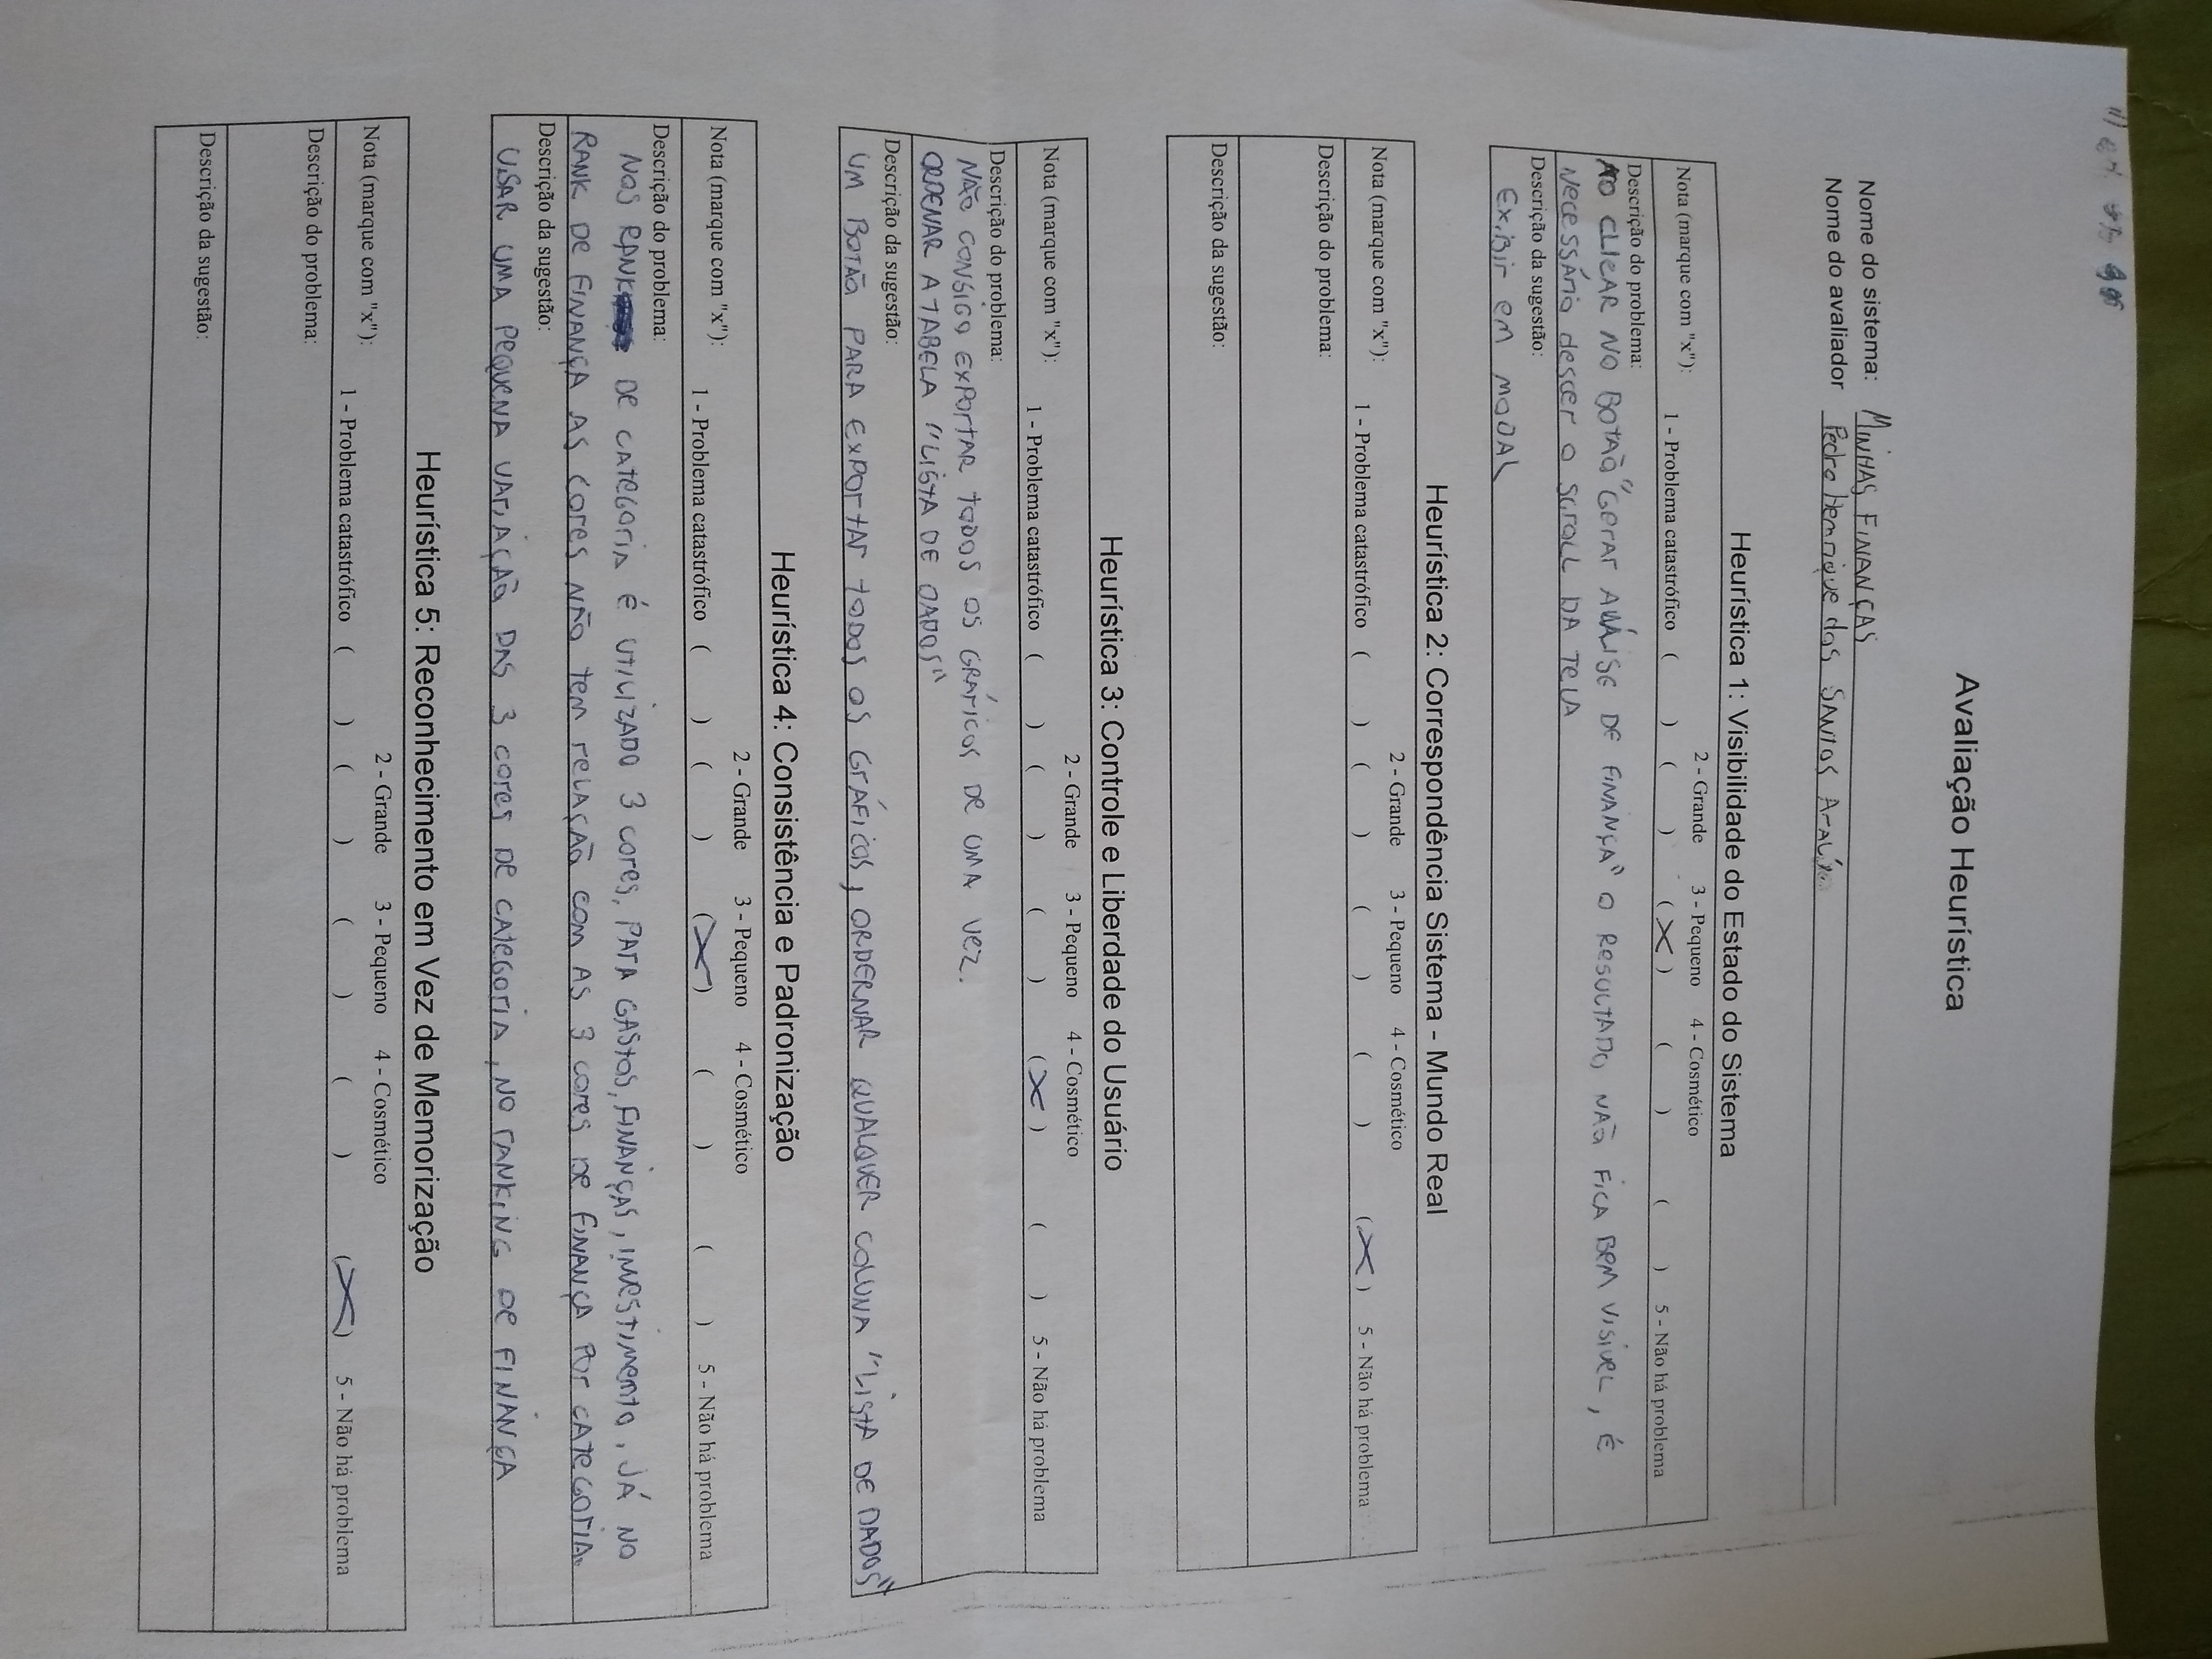 Avaliação Heurística
Nome do sistema: MINHAS FINANÇAS
Nome do avaliador Pedro Henrique dos Santos Araújo
Heurística 1: Visibilidade do Estado do Sistema
2 - Grande 3 - Pequeno 4 - Cosmético
Nota (marque com "x"): 1 - Problema catastrófico ( ) ( ) (X) ( ) ( ) 5 - Não há problema
Descrição do problema:
AO CLICAR NO BOTÃO "GERAR ANÁLISE DE FINANÇA" O RESULTADO NÃO FICA BEM VISIVEL, É
NECESSÁRIO DESCER O SCROLL DA TELA
Descrição da sugestão:
EXIBIR EM MODAL
Heurística 2: Correspondência Sistema - Mundo Real
2 - Grande 3 - Pequeno 4 - Cosmético
Nota (marque com "x"): 1 - Problema catastrófico ( ) ( ) ( ) ( ) (X) 5 - Não há problema
Descrição do problema:
Descrição da sugestão:
Heurística 3: Controle e Liberdade do Usuário
2 - Grande 3 - Pequeno 4 - Cosmético
Nota (marque com "x"): 1 - Problema catastrófico ( ) ( ) ( ) (X) ( ) 5 - Não há problema
Descrição do problema:
NÃO CONSIGO EXPORTAR TODOS OS GRÁFICOS DE UMA VEZ.
ORDENAR A TABELA "LISTA DE DADOS"
Descrição da sugestão:
UM BOTÃO PARA EXPORTAR TODOS OS GRÁFICOS, ORDERNAR QUALQUER COLUNA "LISTA DE DADOS"
Heurística 4: Consistência e Padronização
2 - Grande 3 - Pequeno 4 - Cosmético
Nota (marque com "x"): 1 - Problema catastrófico ( ) ( ) (X) ( ) ( ) 5 - Não há problema
Descrição do problema:
NOS RANK DE CATEGORIA É UTILIZADO 3 CORES, PARA GASTOS, FINANÇAS, INVESTIMENTO, JÁ NO
RANK DE FINANÇA AS CORES NÃO TEM RELAÇÃO COM AS 3 CORES DE FINANÇA POR CATEGORIA.
Descrição da sugestão:
USAR UMA PEQUENA VARIAÇÃO DAS 3 CORES DE CATEGORIA, NO RANKING DE FINANÇA
Heurística 5: Reconhecimento em Vez de Memorização
2 - Grande 3 - Pequeno 4 - Cosmético
Nota (marque com "x"): 1 - Problema catastrófico ( ) ( ) ( ) ( ) (X) 5 - Não há problema
Descrição do problema:
Descrição da sugestão: